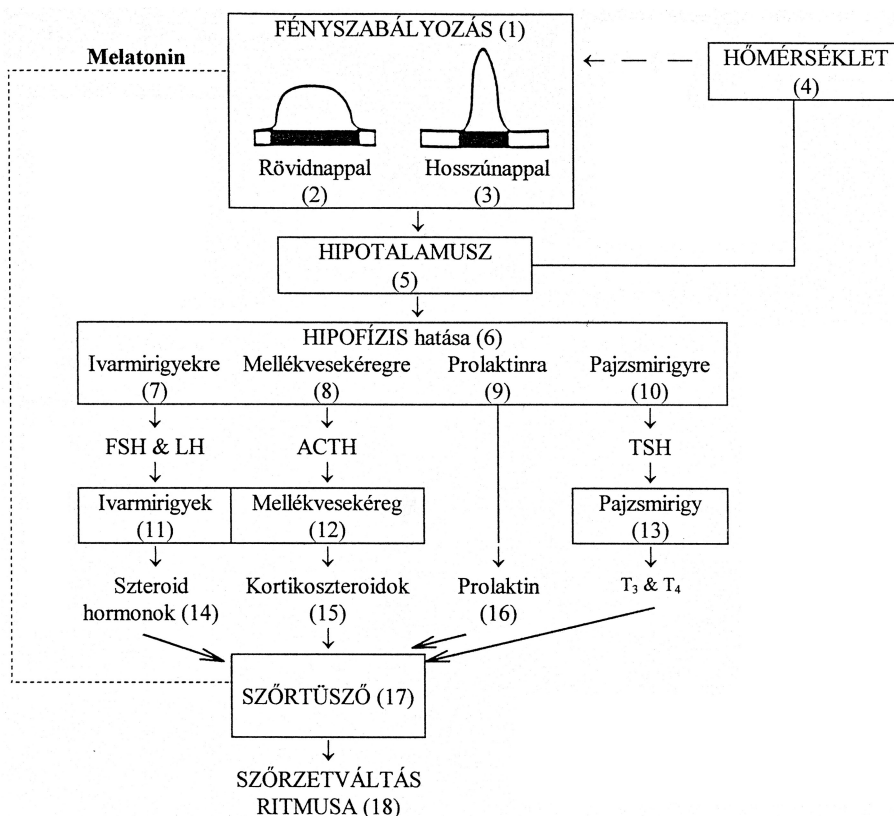 FÉNYSZABÁLYOZÁS (1)
Melatonin
HŐMÉRSÉKLET
(4)
Rövidnappal
(2)
Hosszúnappal
(3)
HIPOTALAMUSZ
(5)
HIPOFÍZIS hatása (6)
Ivarmirigyekre
(7)
Mellékvesekéregre
(8)
Prolaktinra
(9)
Pajzsmirigyre
(10)
FSH & LH
ACTH
TSH
Ivarmirigyek
(11)
Mellékvesekéreg
(12)
Pajzsmirigy
(13)
Szteroid
hormonok (14)
Kortikoszteroidok
(15)
Prolaktin
(16)
T₃ & T₄
SZŐRTÜSZŐ (17)
SZŐRZETVÁLTÁS
RITMUSA (18)